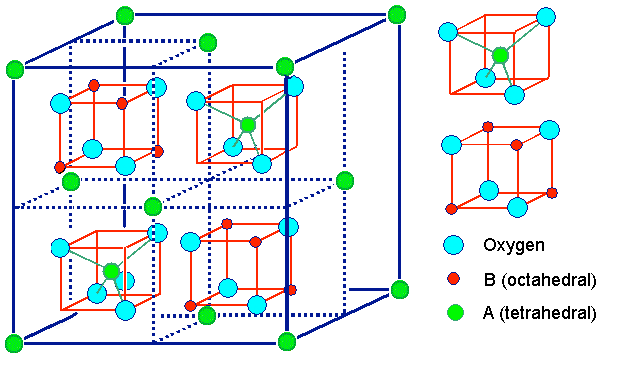 Oxygen
B (octahedral)
A (tetrahedral)